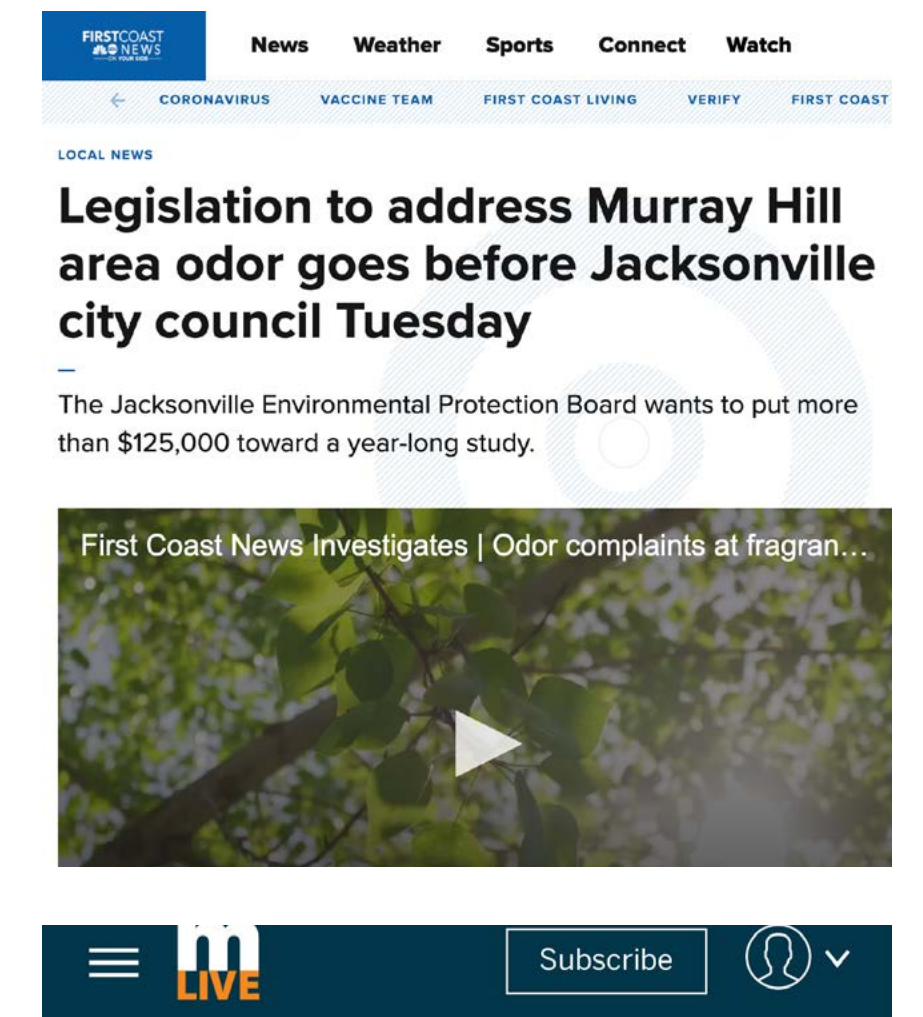 FIRSTCOAST
NEWS
ON YOUR SIDE
News Weather Sports Connect Watch
← CORONAVIRUS VACCINE TEAM FIRST COAST LIVING VERIFY FIRST COAST
LOCAL NEWS
Legislation to address Murray Hill
area odor goes before Jacksonville
city council Tuesday
The Jacksonville Environmental Protection Board wants to put more
than $125,000 toward a year-long study.
First Coast News Investigates | Odor complaints at fragran...
m
LIVE
Subscribe